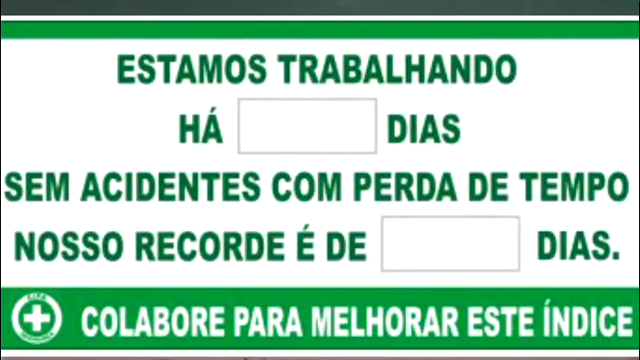 ESTAMOS TRABALHANDO
HÁ DIAS
SEM ACIDENTES COM PERDA DE TEMPO
NOSSO RECORDE É DE DIAS.
CIPA
COLABORE PARA MELHORAR ESTE ÍNDICE